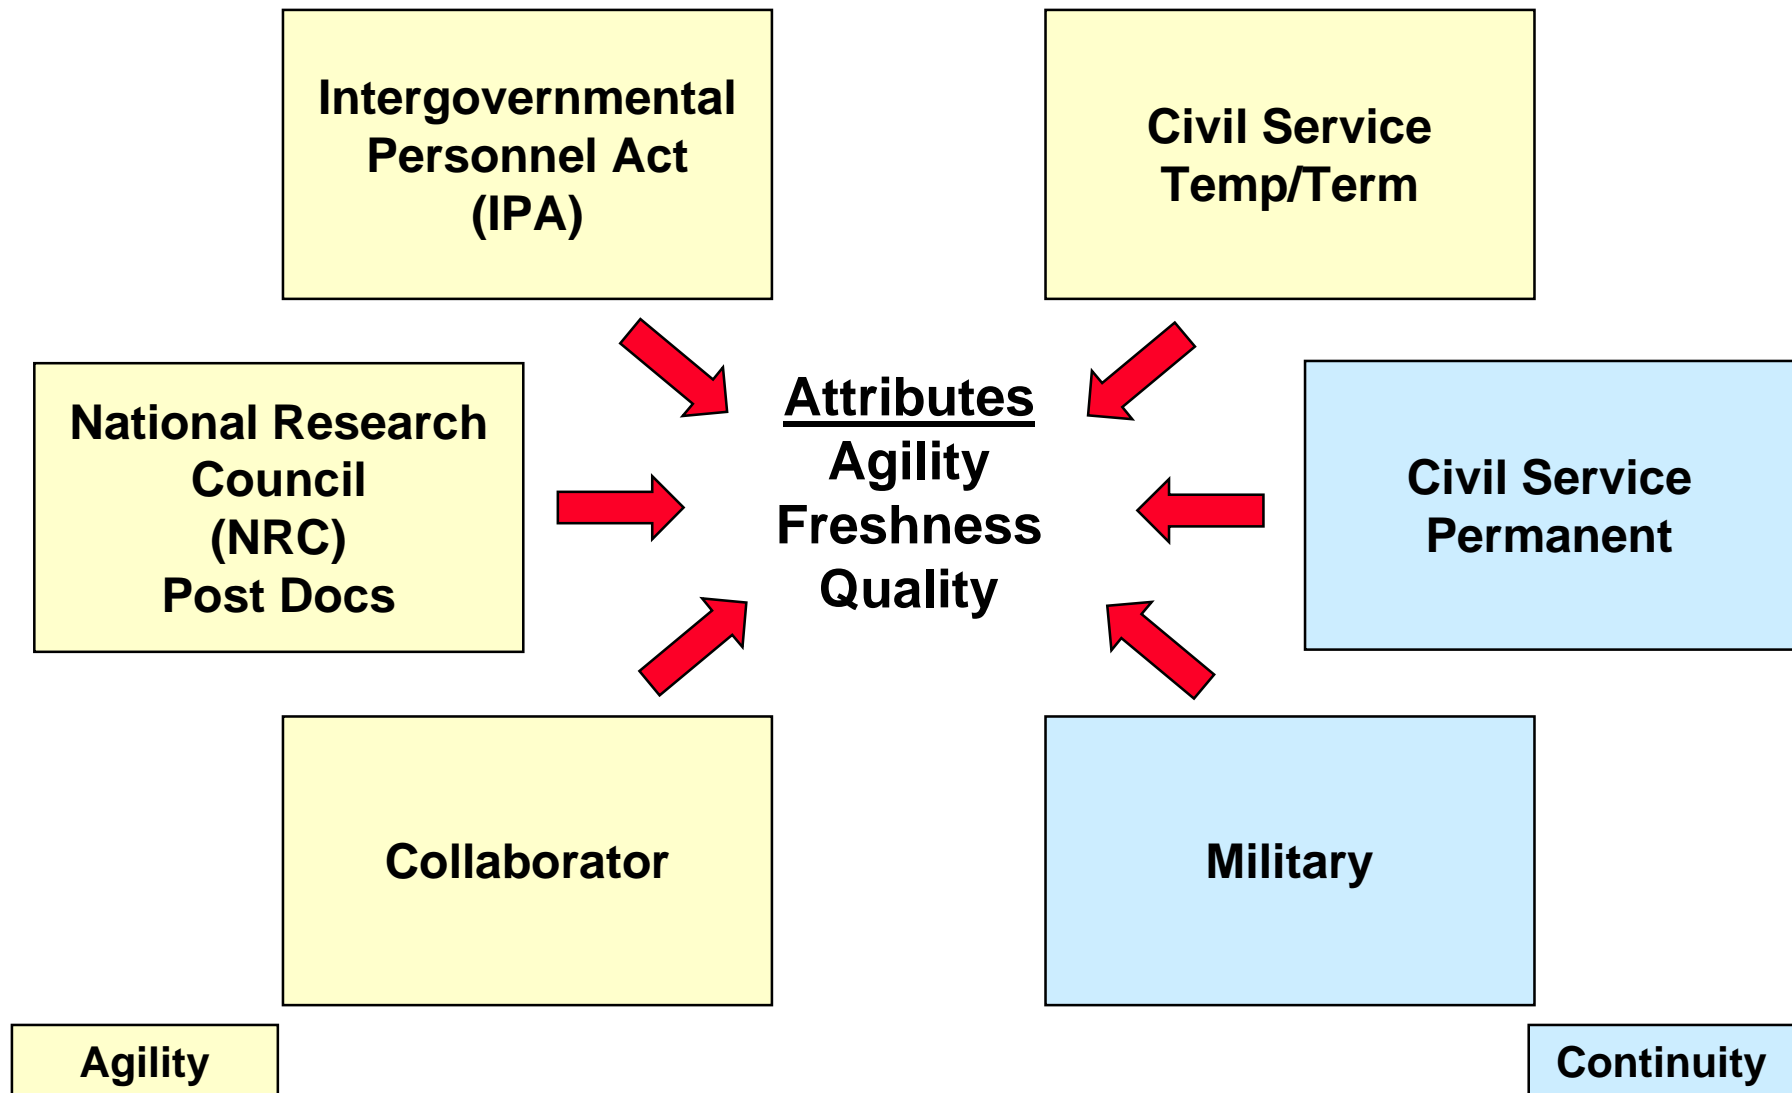 Intergovernmental
Personnel Act
(IPA)
Civil Service
Temp/Term
National Research
Council
(NRC)
Post Docs
Attributes
Agility
Freshness
Quality
Civil Service
Permanent
Collaborator
Military
Agility
Continuity